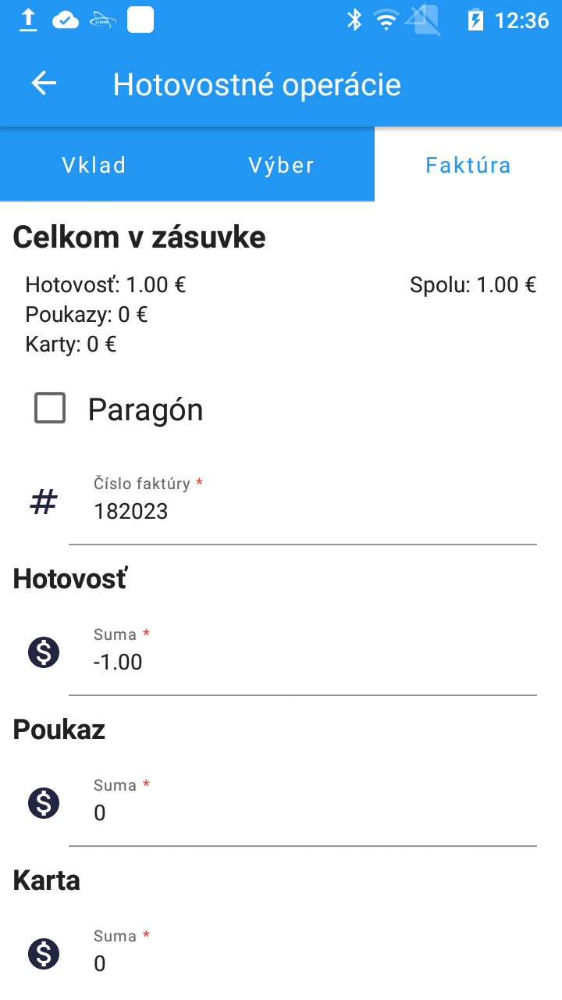 12:36
Hotovostné operácie
Vklad Výber Faktúra
Celkom v zásuvke
Hotovosť: 1.00 € Spolu: 1.00 €
Poukazy: 0 €
Karty: 0 €
Paragón
Číslo faktúry *
182023
Hotovosť
Suma *
-1.00
Poukaz
Suma *
0
Karta
Suma *
0